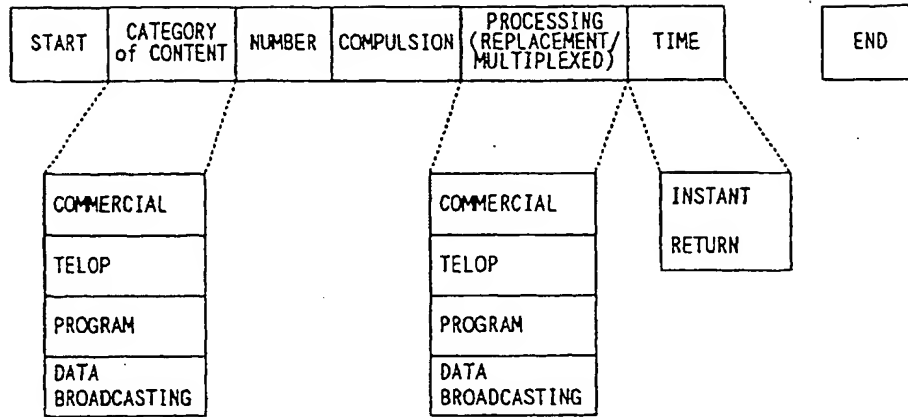 START
CATEGORY
of CONTENT
NUMBER
COMPULSION
PROCESSING
(REPLACEMENT/
MULTIPLEXED)
TIME
END
COMMERCIAL
TELOP
PROGRAM
DATA
BROADCASTING
COMMERCIAL
TELOP
PROGRAM
DATA
BROADCASTING
INSTANT
RETURN